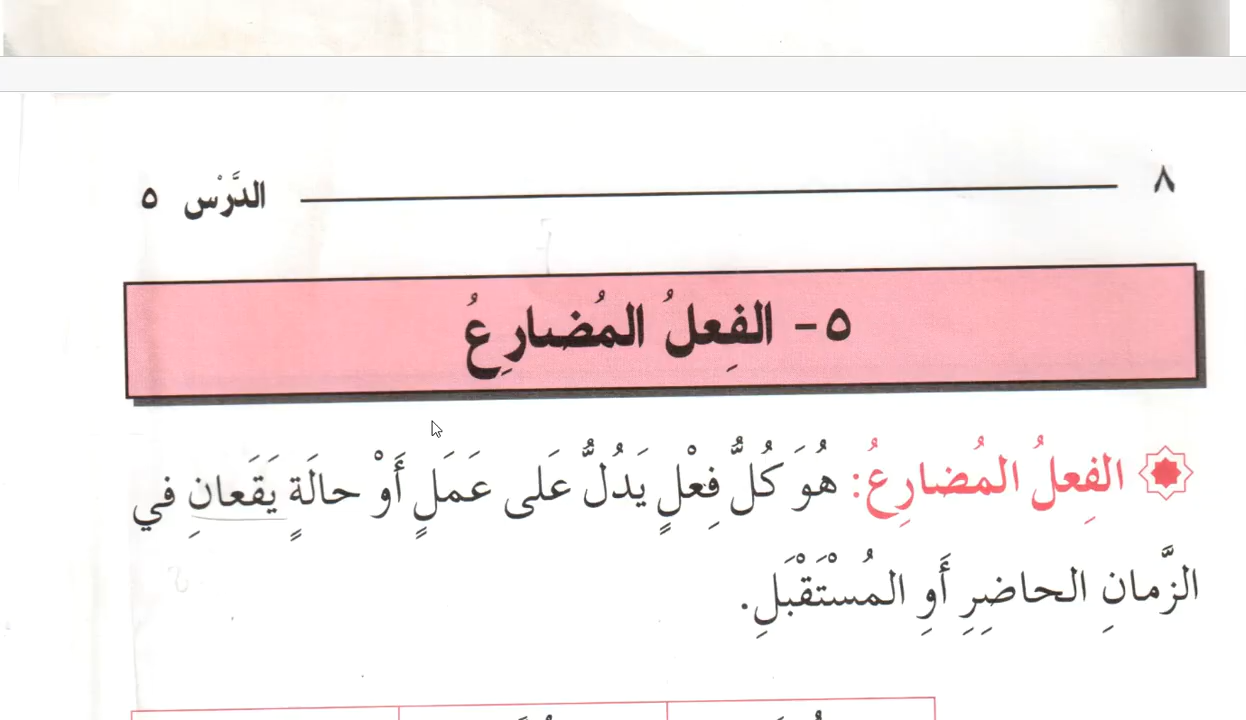 ٨ الدَّرْس ٥
٥- الفِعلُ المُضارِعُ
الفِعلُ المُضارِعُ: هُوَ كُلُّ فِعْلٍ يَدُلُّ عَلى عَمَلٍ أَوْ حالَةٍ يَقَعانِ في
الزَّمانِ الحاضِرِ أَوِ المُسْتَقْبَلِ.